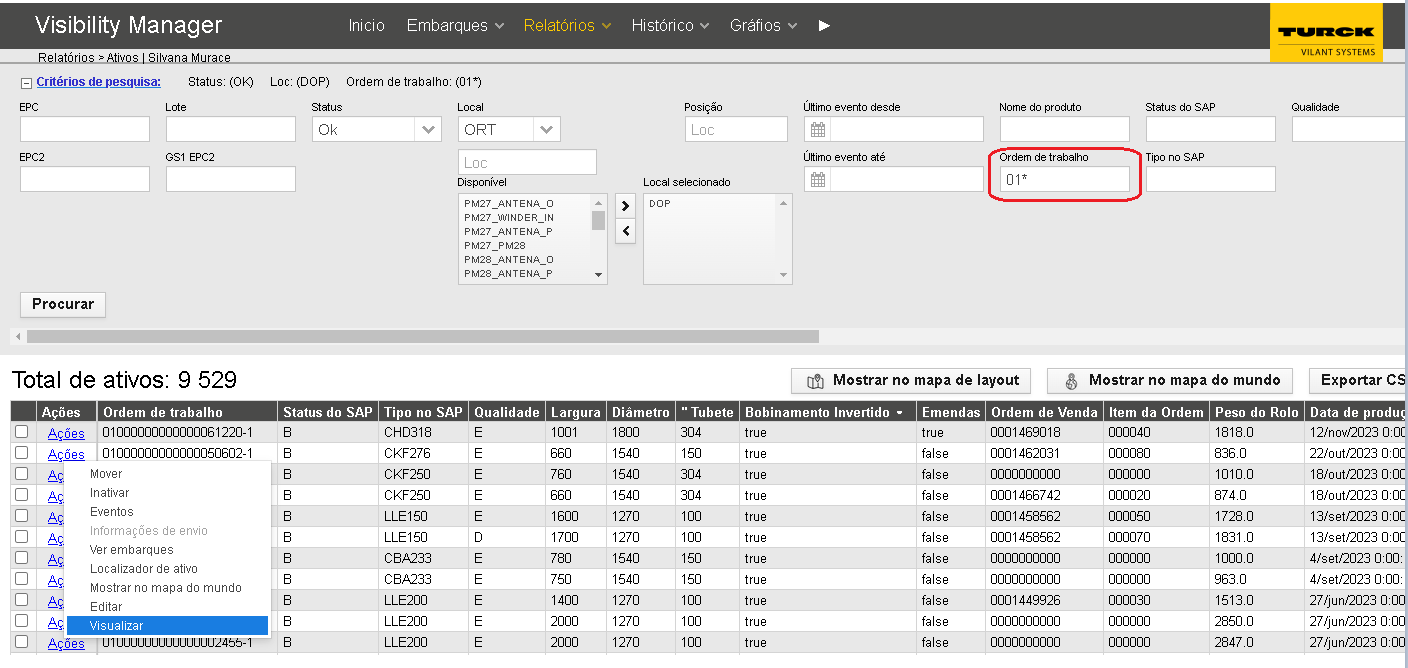 Visibility Manager
Inicio Embarques Relatórios Histórico Gráfios
TURCK
VILANT SYSTEMS
Relatórios > Ativos | Silvana Murace
Critérios de pesquisa: Status: (OK) Loc: (DOP) Ordem de trabalho: (01*)
EPC Lote Status Local Posição Último evento desde Nome do produto Status do SAP Qualidade
Ok ORT Loc
EPC2 GS1 EPC2 Último evento até Ordem de trabalho Tipo no SAP
Loc 01*
Disponível Local selecionado
PM27_ANTENA_O DOP
PM27_WINDER_IN
PM27_ANTENA_P
PM27_PM28
PM28_ANTENA_O
PM28_ANTENA_P
Procurar
Total de ativos: 9 529 Mostrar no mapa de layout Mostrar no mapa do mundo Exportar CS
Ações Ordem de trabalho Status do SAP Tipo no SAP Qualidade Largura Diâmetro " Tubete Bobinamento Invertido Emendas Ordem de Venda Item da Ordem Peso do Rolo Data de produç
Ações 01000000000000061220-1 B CHD318 E 1001 1800 304 true true 0001469018 000040 1818.0 12/nov/2023 0:00
Ações 01000000000000050602-1 B CKF276 E 660 1540 150 true false 0001462031 000080 836.0 22/out/2023 0:00
Aç B CKF250 E 760 1540 304 true false 0000000000 000000 1010.0 18/out/2023 0:00
Aç B CKF250 E 660 1540 304 true false 0001466742 000020 874.0 18/out/2023 0:00
Aç B LLE150 E 1600 1270 100 true false 0001458562 000050 1728.0 13/set/2023 0:00
Aç B LLE150 D 1700 1270 100 true false 0001458562 000070 1831.0 13/set/2023 0:00
Aç B CBA233 E 780 1540 150 true false 0000000000 000000 1000.0 4/set/2023 0:00:
Aç B CBA233 E 750 1540 150 true false 0000000000 000000 963.0 4/set/2023 0:00:
Aç B LLE200 E 1400 1270 100 true false 0001449926 000030 1513.0 27/jun/2023 0:00
Aç B LLE200 E 2000 1270 100 true false 0000000000 000000 2850.0 27/jun/2023 0:00
Ações 01000000000000002455-1 B LLE200 E 2000 1270 100 true false 0000000000 000000 2847.0 27/jun/2023 0:00
Mover
Inativar
Eventos
Informações de envio
Ver embarques
Localizador de ativo
Mostrar no mapa do mundo
Editar
Visualizar